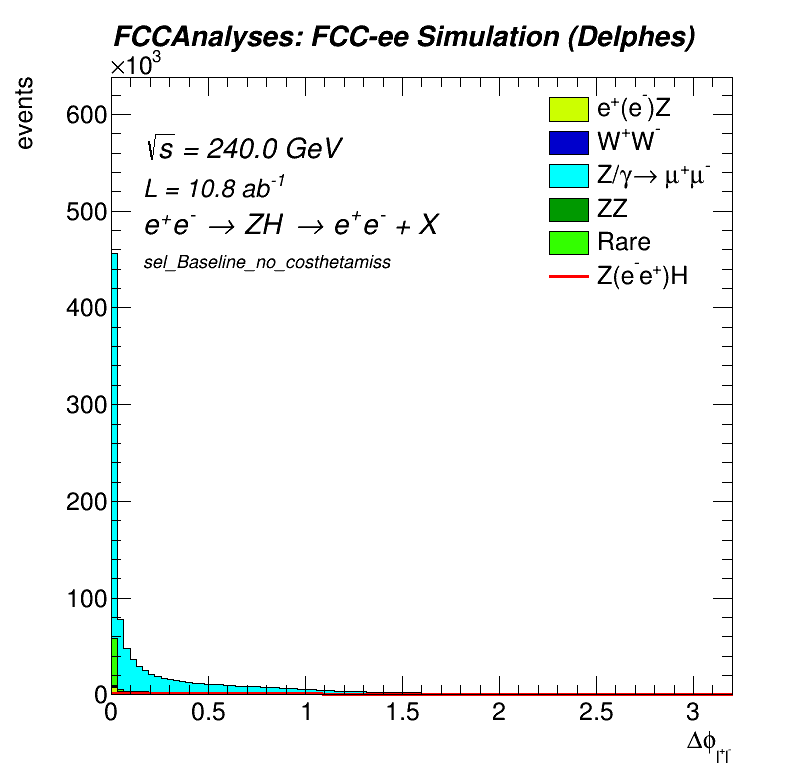 FCCAnalyses: FCC-ee Simulation (Delphes)
×10³
events
600
500
400
300
200
100
0
√s = 240.0 GeV
L = 10.8 ab⁻¹
e⁺e⁻ → ZH → e⁺e⁻ + X
sel_Baseline_no_costhetamiss
e⁺(e⁻)Z
W⁺W⁻
Z/γ→ μ⁺μ⁻
ZZ
Rare
Z(e⁻e⁺)H
0 0.5 1 1.5 2 2.5 3
Δϕ l⁺l⁻